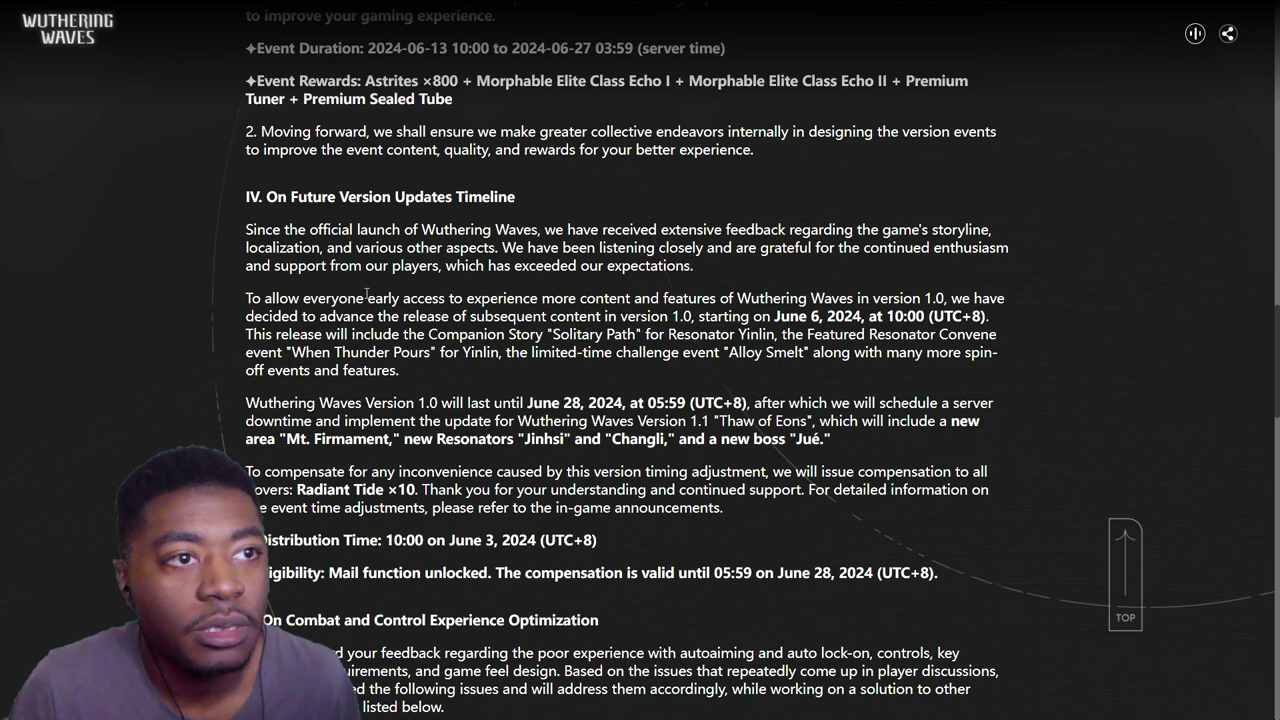 WUTHERING
WAVES
to improve your gaming experience.
✦Event Duration: 2024-06-13 10:00 to 2024-06-27 03:59 (server time)
✦Event Rewards: Astrites ×800 + Morphable Elite Class Echo I + Morphable Elite Class Echo II + Premium
Tuner + Premium Sealed Tube
2. Moving forward, we shall ensure we make greater collective endeavors internally in designing the version events
to improve the event content, quality, and rewards for your better experience.
IV. On Future Version Updates Timeline
Since the official launch of Wuthering Waves, we have received extensive feedback regarding the game's storyline,
localization, and various other aspects. We have been listening closely and are grateful for the continued enthusiasm
and support from our players, which has exceeded our expectations.
To allow everyone early access to experience more content and features of Wuthering Waves in version 1.0, we have
decided to advance the release of subsequent content in version 1.0, starting on June 6, 2024, at 10:00 (UTC+8).
This release will include the Companion Story "Solitary Path" for Resonator Yinlin, the Featured Resonator Convene
event "When Thunder Pours" for Yinlin, the limited-time challenge event "Alloy Smelt" along with many more spin-
off events and features.
Wuthering Waves Version 1.0 will last until June 28, 2024, at 05:59 (UTC+8), after which we will schedule a server
downtime and implement the update for Wuthering Waves Version 1.1 "Thaw of Eons", which will include a new
area "Mt. Firmament," new Resonators "Jinhsi" and "Changli," and a new boss "Jué."
To compensate for any inconvenience caused by this version timing adjustment, we will issue compensation to all
overs: Radiant Tide ×10. Thank you for your understanding and continued support. For detailed information on
e event time adjustments, please refer to the in-game announcements.
istribution Time: 10:00 on June 3, 2024 (UTC+8)
igibility: Mail function unlocked. The compensation is valid until 05:59 on June 28, 2024 (UTC+8).
On Combat and Control Experience Optimization
d your feedback regarding the poor experience with autoaiming and auto lock-on, controls, key
uirements, and game feel design. Based on the issues that repeatedly come up in player discussions,
ed the following issues and will address them accordingly, while working on a solution to other
listed below.
TOP